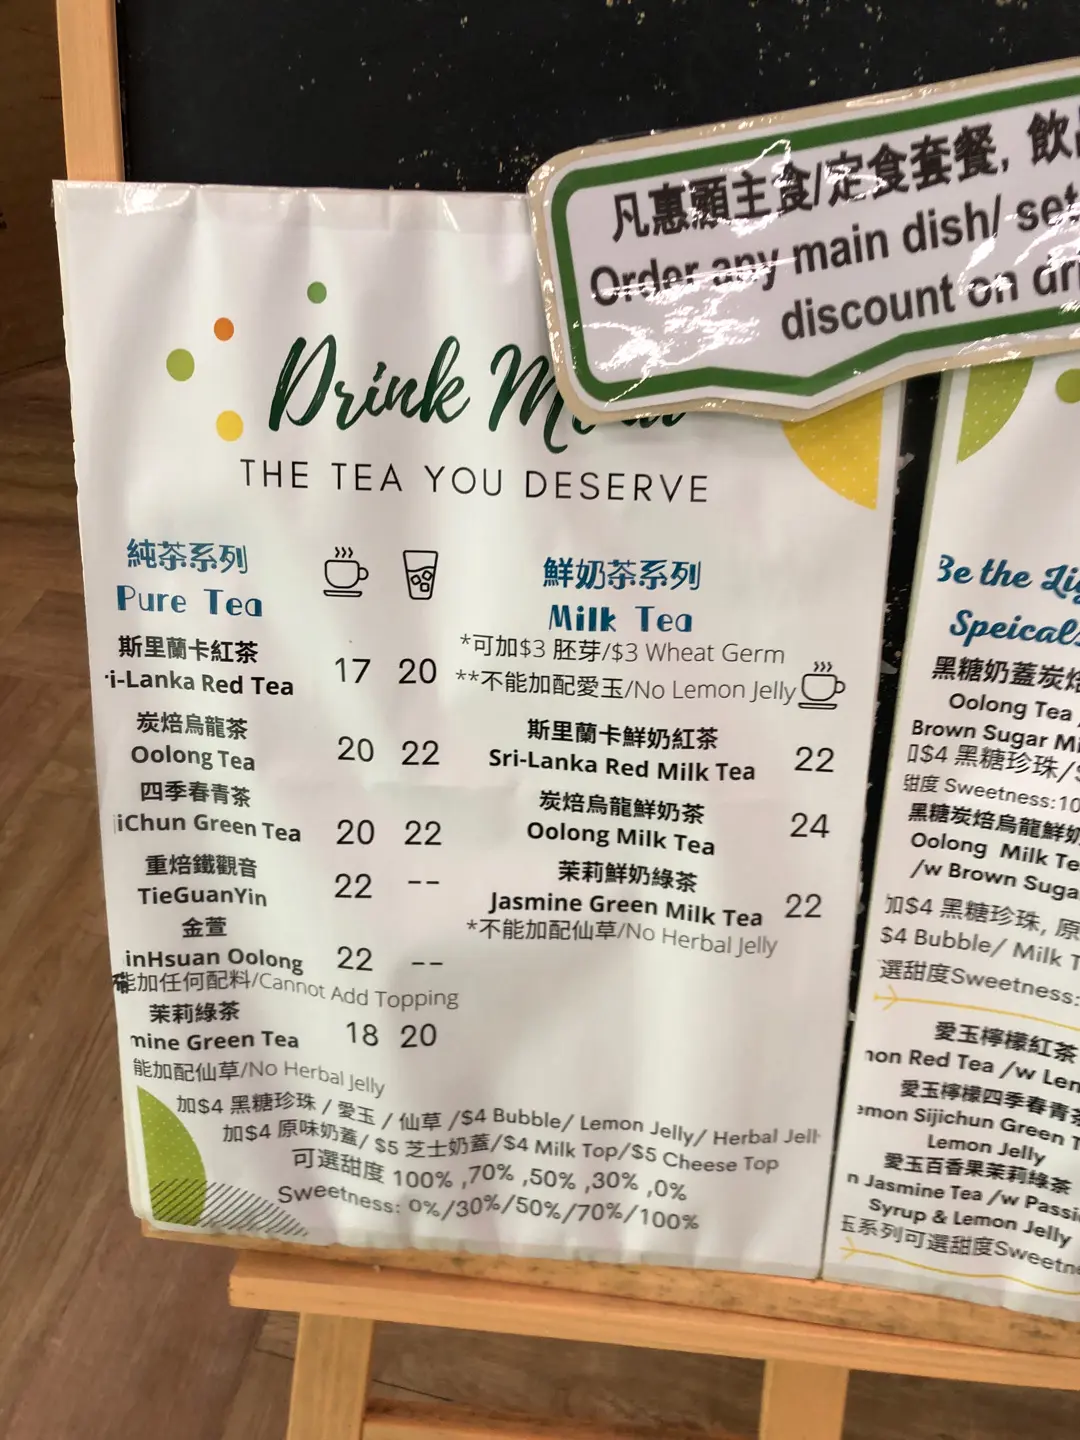 凡惠顧主食/定食套餐, 飲
Order any main dish/ set
discount on
Drink
THE TEA YOU DESERVE
純茶系列
Pure Tea
斯里蘭卡紅茶
i-Lanka Red Tea 17 20
炭焙烏龍茶
Oolong Tea 20 22
四季春青茶
iChun Green Tea 20 22
重焙鐵觀音
TieGuanYin 22 --
金萱
inHsuan Oolong 22 --
能加任何配料/Cannot Add Topping
茉莉綠茶
mine Green Tea 18 20
能加配仙草/No Herbal Jelly
鮮奶茶系列
Milk Tea
*可加$3 胚芽/$3 Wheat Germ
**不能加配愛玉/No Lemon Jelly
斯里蘭卡鮮奶紅茶
Sri-Lanka Red Milk Tea 22
炭焙烏龍鮮奶茶
Oolong Milk Tea 24
茉莉鮮奶綠茶
Jasmine Green Milk Tea 22
*不能加配仙草/No Herbal Jelly
加$4 黑糖珍珠 / 愛玉 / 仙草 /$4 Bubble/ Lemon Jelly/ Herbal Jell
加$4 原味奶蓋/ $5 芝士奶蓋/$4 Milk Top/$5 Cheese Top
可選甜度 100% ,70% ,50% ,30% ,0%
Sweetness: 0%/30%/50%/70%/100%
Be the
Speical
黑糖奶蓋炭焙
Oolong Tea
Brown Sugar Mi
$4 黑糖珍珠/
甜度 Sweetness:10
黑糖炭焙烏龍鮮奶
Oolong Milk Te
/w Brown Suga
加$4 黑糖珍珠, 原
$4 Bubble/ Milk T
選甜度Sweetness:
愛玉檸檬紅茶
mon Red Tea /w Lem
愛玉檸檬四季春青茶
emon Sijichun Green T
Lemon Jelly
愛玉百香果茉莉綠茶
n Jasmine Tea /w Passi
Syrup & Lemon Jelly
玉系列可選甜度Sweetne